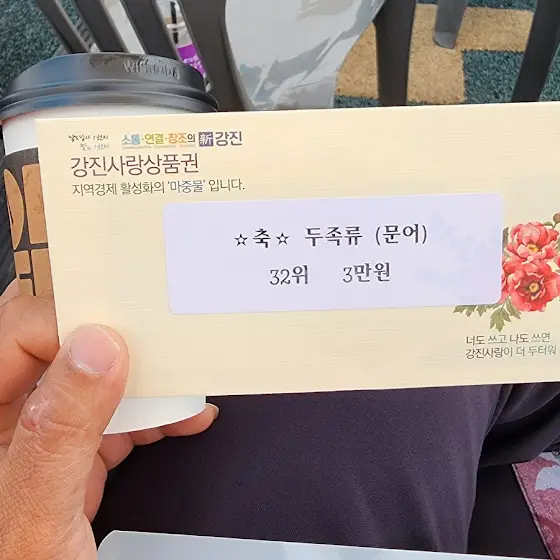 소통·연결·창조의 新 강진
강진사랑상품권
지역경제 활성화의 '마중물' 입니다.
☆축☆ 두족류 (문어)
32위 3만원
너도 쓰고 나도 쓰면
강진사랑이 더 두터워